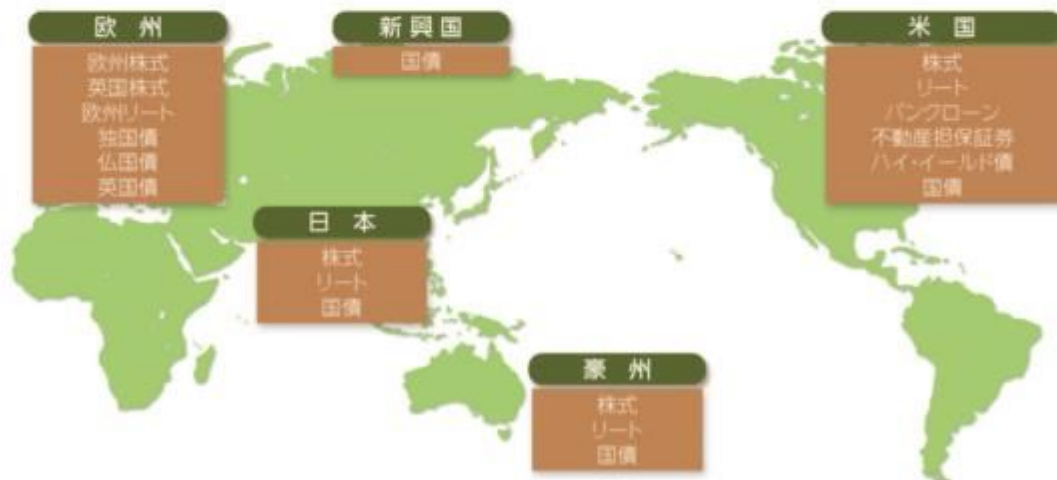 欧 州
欧州株式
英国株式
欧州リート
独国債
仏国債
英国債
新 興 国
国債
米 国
株式
リート
バンクローン
不動産担保証券
ハイ・イールド債
国債
日 本
株式
リート
国債
豪 州
株式
リート
国債